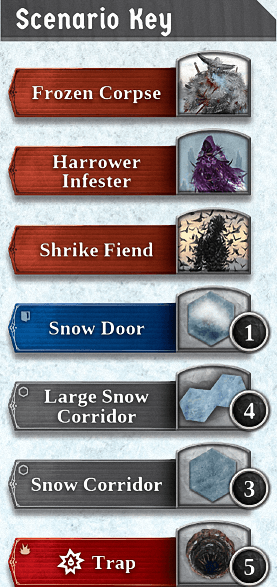 Scenario Key
Frozen Corpse
Harrower
Infester
Shrike Fiend
Snow Door
1
Large Snow
Corridor
4
Snow Corridor
3
Trap
5